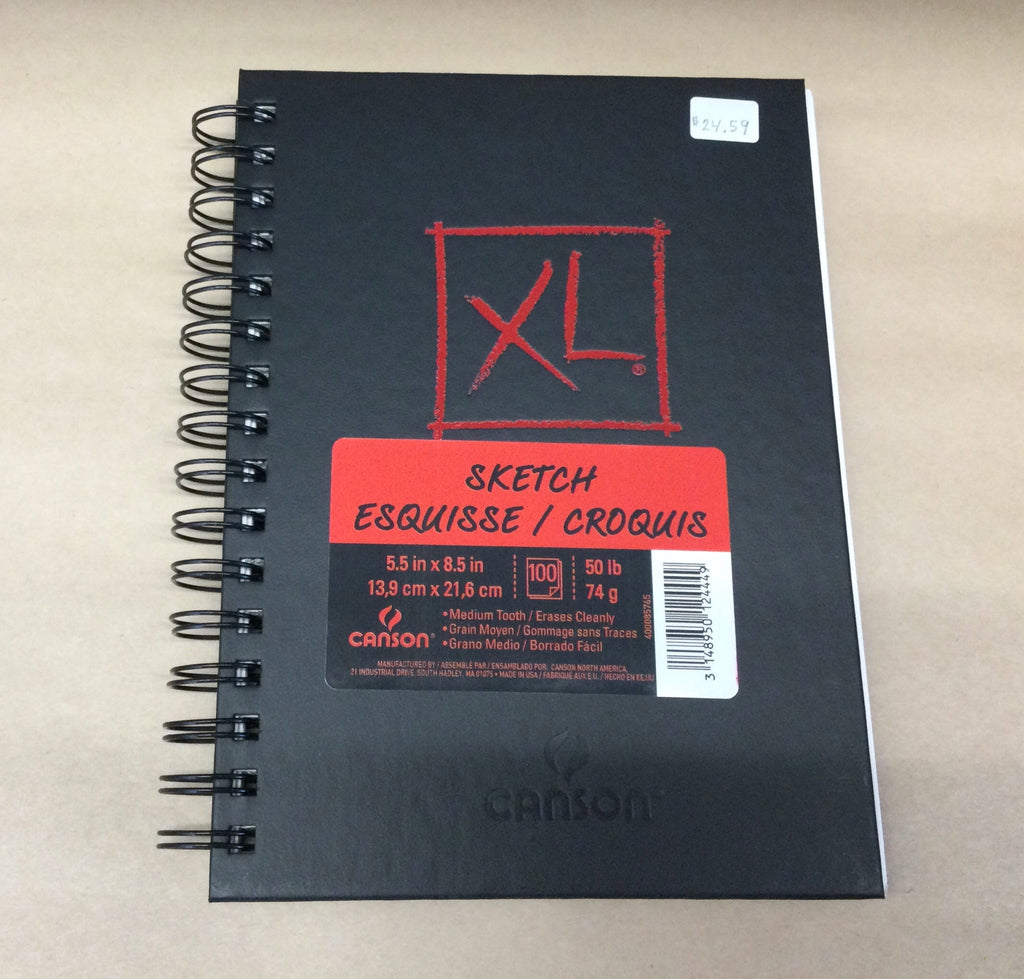 $24.59
XL®
SKETCH
ESQUISSE / CROQUIS
5.5 in x 8.5 in
13,9 cm x 21,6 cm
100
50 lb
74 g
CANSON®
•Medium Tooth / Erases Cleanly
•Grain Moyen / Gommage sans Traces
•Grano Medio / Borrado Fácil
MANUFACTURED BY / ASSEMBLÉ PAR / ENSAMBLADO POR: CANSON NORTH AMERICA,
21 INDUSTRIAL DRIVE, SOUTH HADLEY, MA 01075 • MADE IN USA / FABRIQUÉ AUX E.U. / HECHO EN EE.UU
400085765
3 148950 124449
CANSON